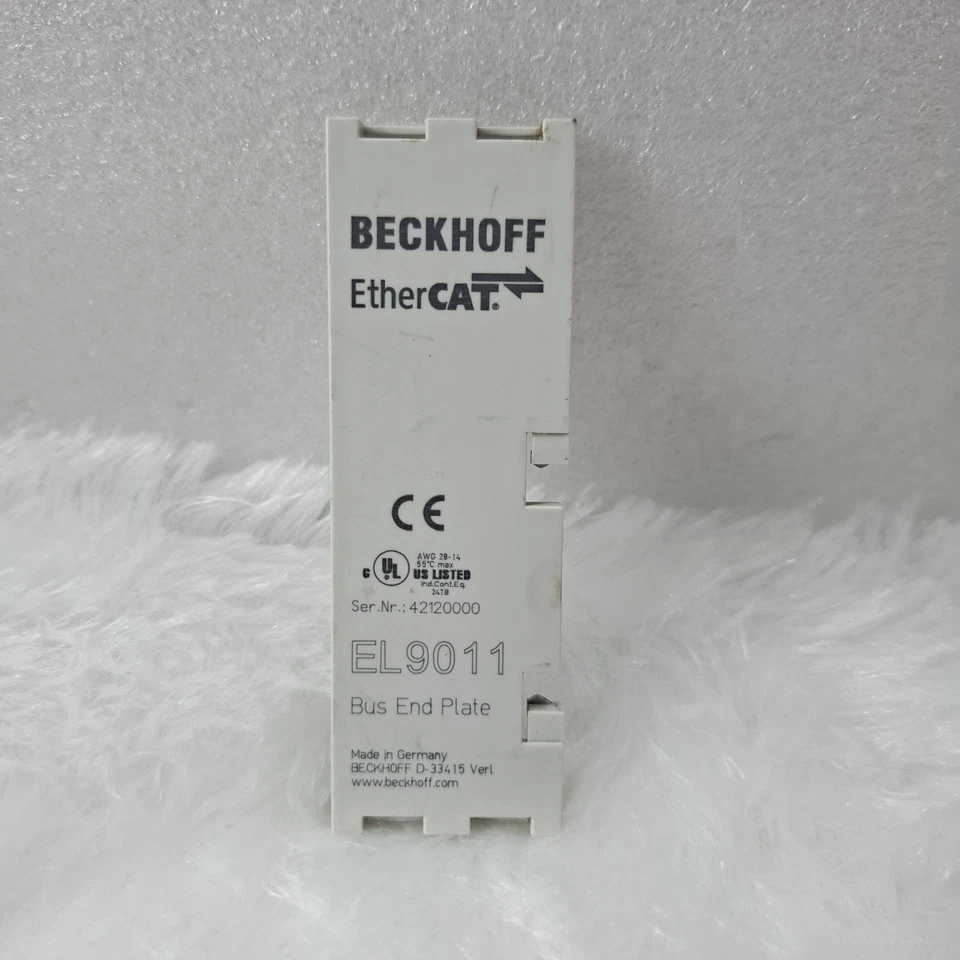 BECKHOFF
EtherCAT®
CE
AWG 28-14
55°C max
C UL US LISTED
Ind.Cont.Eq.
24TB
Ser.Nr.: 42120000
EL9011
Bus End Plate
Made in Germany
BECKHOFF D-33415 Verl
www.beckhoff.com